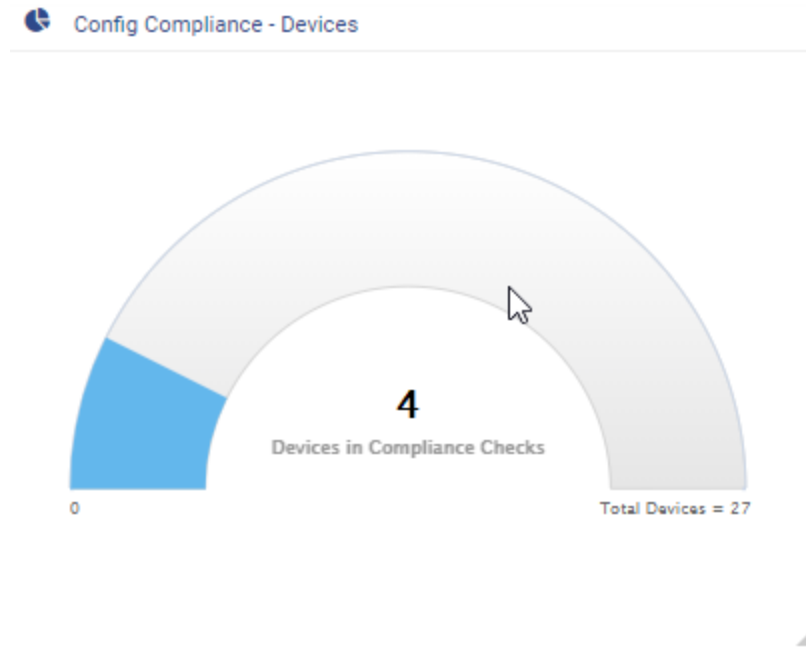 Config Compliance - Devices
4
Devices in Compliance Checks
0
Total Devices = 27